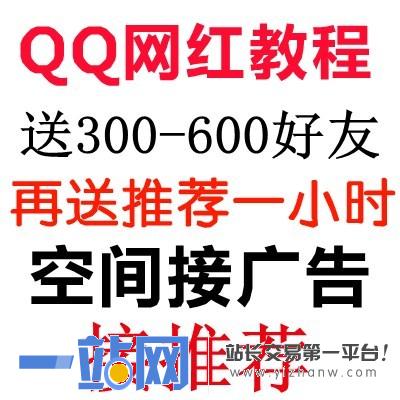 QQ网红教程
送300-600好友
再送推荐一小时
空间接广告
接推荐
一站网
站长交易第一平台!
www.yizhanw.com